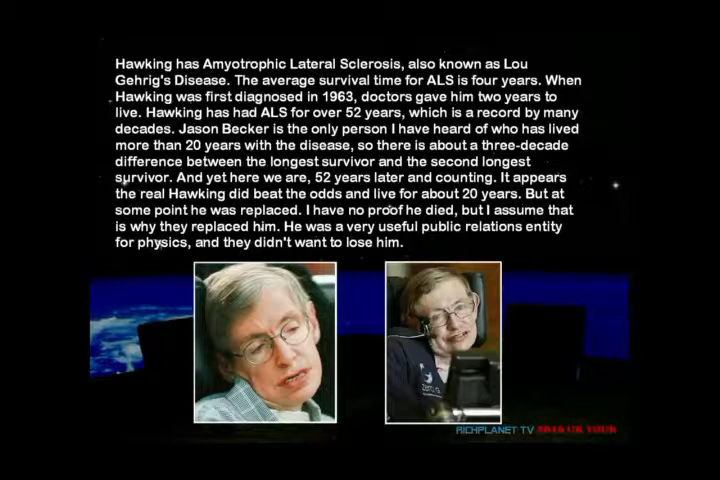 Hawking has Amyotrophic Lateral Sclerosis, also known as Lou
Gehrig's Disease. The average survival time for ALS is four years. When
Hawking was first diagnosed in 1963, doctors gave him two years to
live. Hawking has had ALS for over 52 years, which is a record by many
decades. Jason Becker is the only person I have heard of who has lived
more than 20 years with the disease, so there is about a three-decade
difference between the longest survivor and the second longest
survivor. And yet here we are, 52 years later and counting. It appears
the real Hawking did beat the odds and live for about 20 years. But at
some point he was replaced. I have no proof he died, but I assume that
is why they replaced him. He was a very useful public relations entity
for physics, and they didn't want to lose him.
RICHPLANET TV 2016 UK TOUR